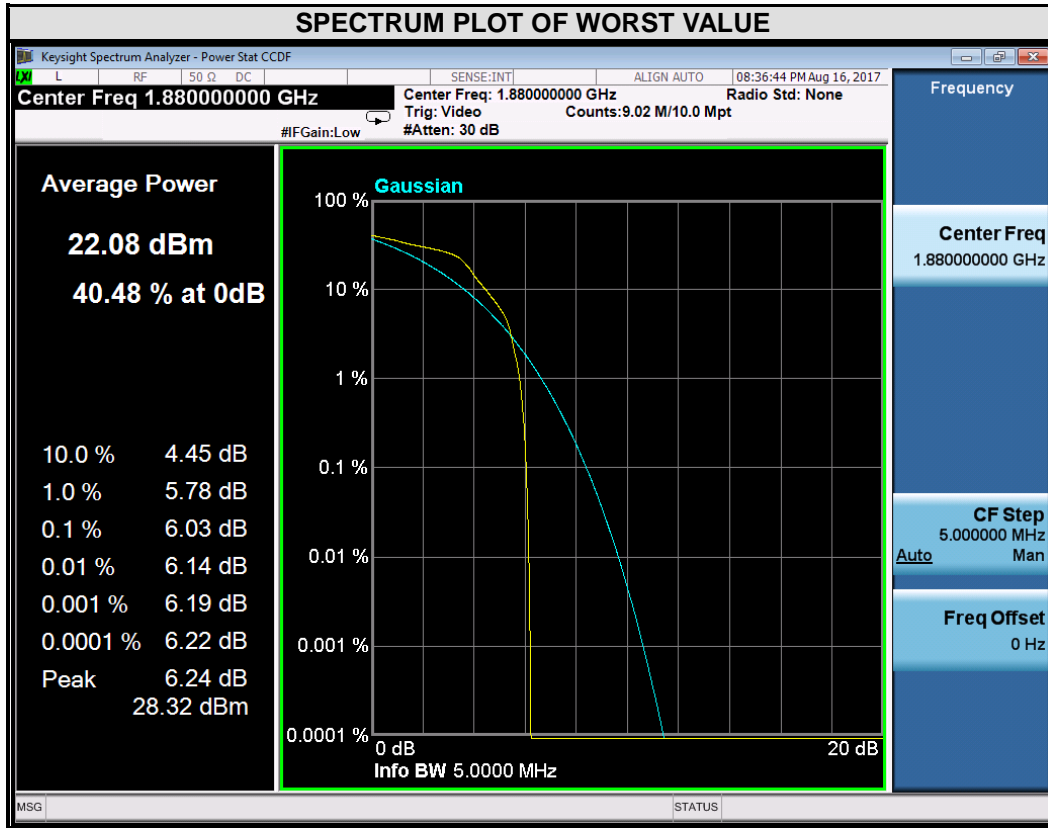 SPECTRUM PLOT OF WORST VALUE
Keysight Spectrum Analyzer - Power Stat CCDF
LXI L RF 50 Ω DC SENSE:INT ALIGN AUTO 08:36:44 PM Aug 16, 2017
Center Freq 1.880000000 GHz
#IFGain:Low
Center Freq: 1.880000000 GHz Radio Std: None
Trig: Video Counts:9.02 M/10.0 Mpt
#Atten: 30 dB
Average Power
22.08 dBm
40.48 % at 0dB
10.0 % 4.45 dB
1.0 % 5.78 dB
0.1 % 6.03 dB
0.01 % 6.14 dB
0.001 % 6.19 dB
0.0001 % 6.22 dB
Peak 6.24 dB
28.32 dBm
Gaussian
100 %
10 %
1 %
0.1 %
0.01 %
0.001 %
0.0001 %
0 dB 20 dB
Info BW 5.0000 MHz
Frequency
Center Freq
1.880000000 GHz
CF Step
5.000000 MHz
Auto Man
Freq Offset
0 Hz
MSG STATUS